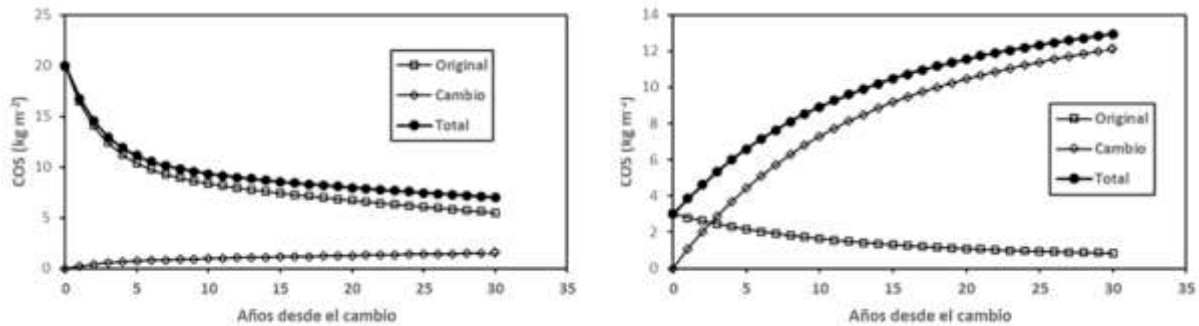 25
20
15
10
5
0
COS (kg m⁻²)
Original
Cambio
Total
0 5 10 15 20 25 30 35
Años desde el cambio
14
12
10
8
6
4
2
0
COS (kg m⁻²)
Original
Cambio
Total
0 5 10 15 20 25 30 35
Años desde el cambio